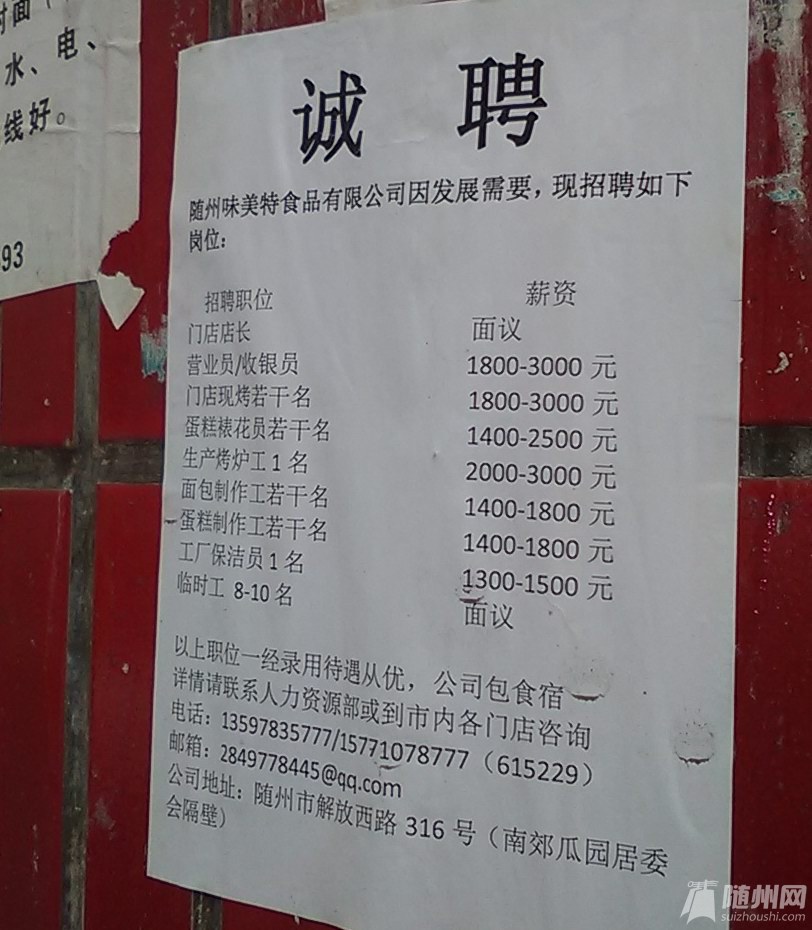 封面（
水、电、
线好。
93
诚 聘
随州味美特食品有限公司因发展需要，现招聘如下
岗位：
招聘职位 薪资
门店店长 面议
营业员/收银员 1800-3000 元
门店现烤若干名 1800-3000 元
蛋糕裱花员若干名 1400-2500 元
生产烤炉工 1 名 2000-3000 元
面包制作工若干名 1400-1800 元
蛋糕制作工若干名 1400-1800 元
工厂保洁员 1 名 1300-1500 元
临时工 8-10 名 面议
以上职位一经录用待遇从优，公司包食宿
详情请联系人力资源部或到市内各门店咨询
电话：13597835777/15771078777（615229）
邮箱：2849778445@qq.com
公司地址：随州市解放西路 316 号（南郊瓜园居委
会隔壁）
随州网
suizhoushi.com